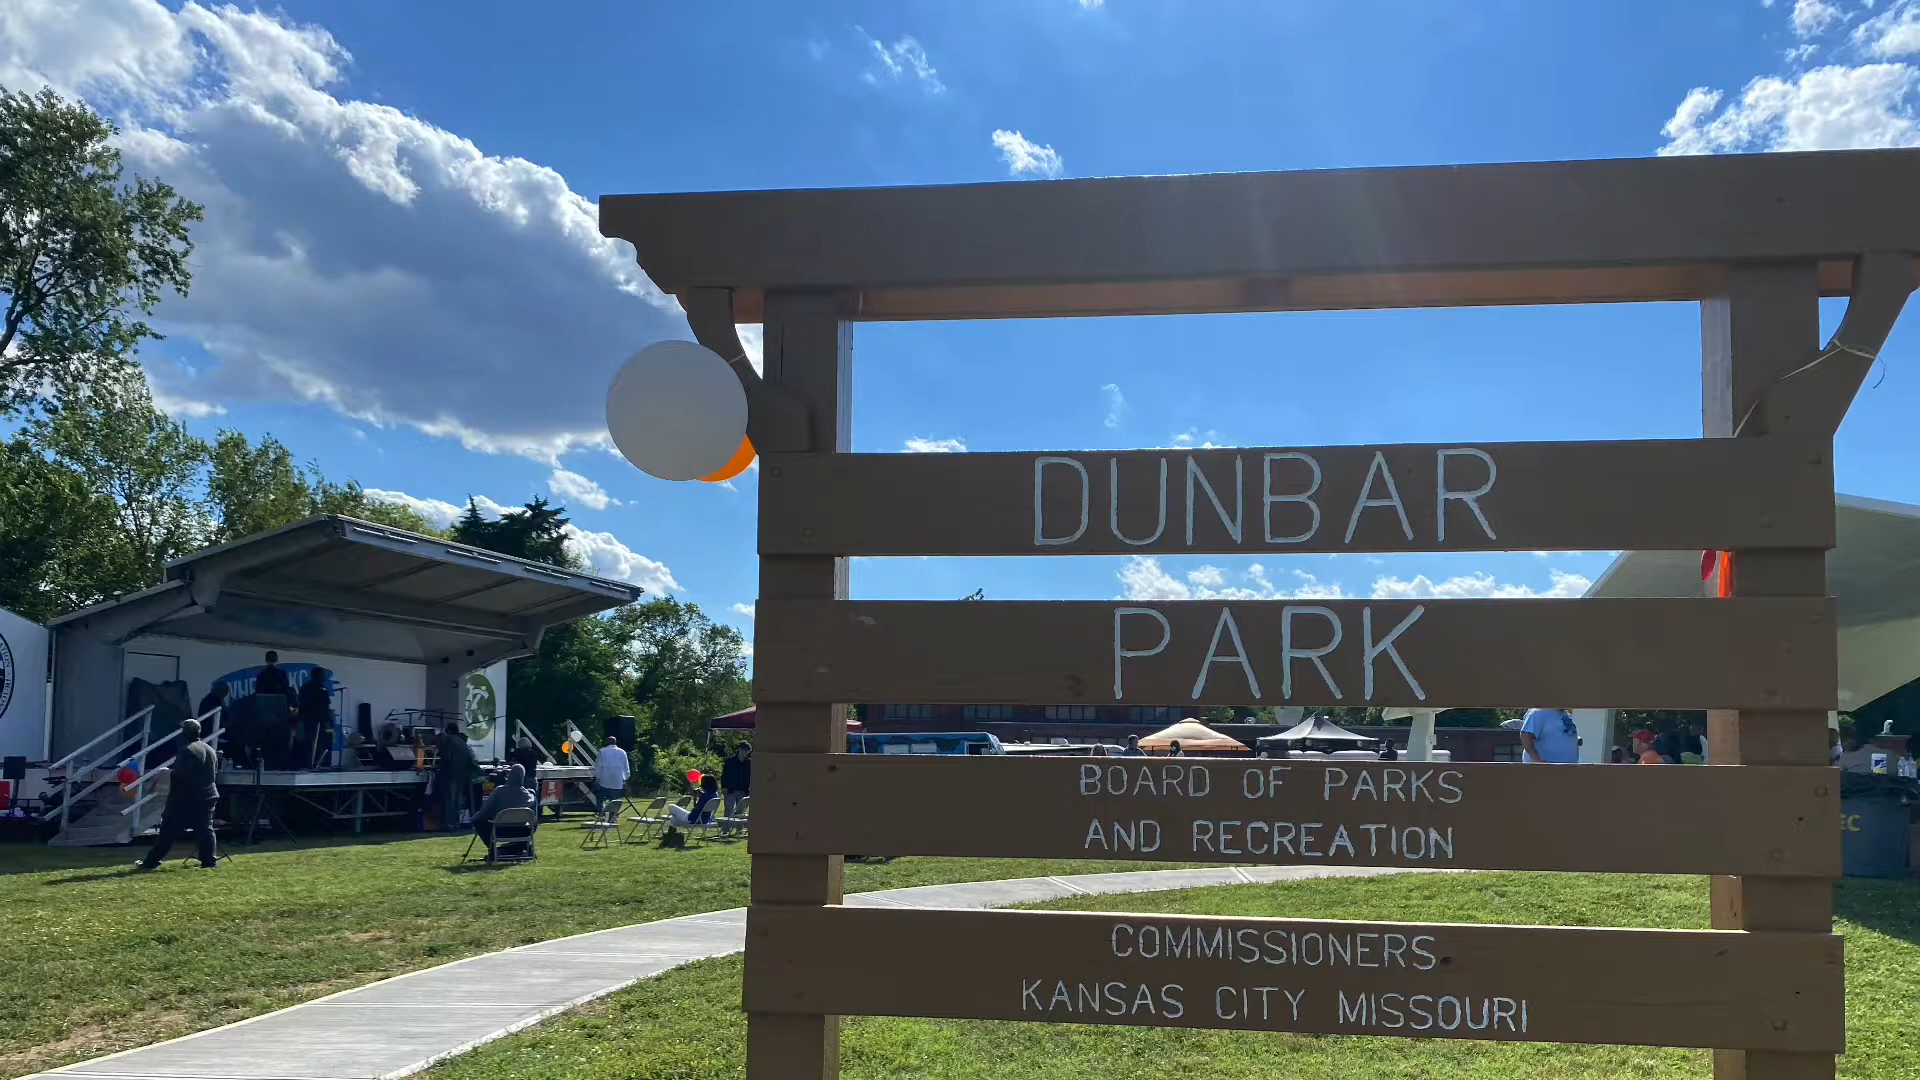 DUNBAR
PARK
BOARD OF PARKS
AND RECREATION
COMMISSIONERS
KANSAS CITY MISSOURI